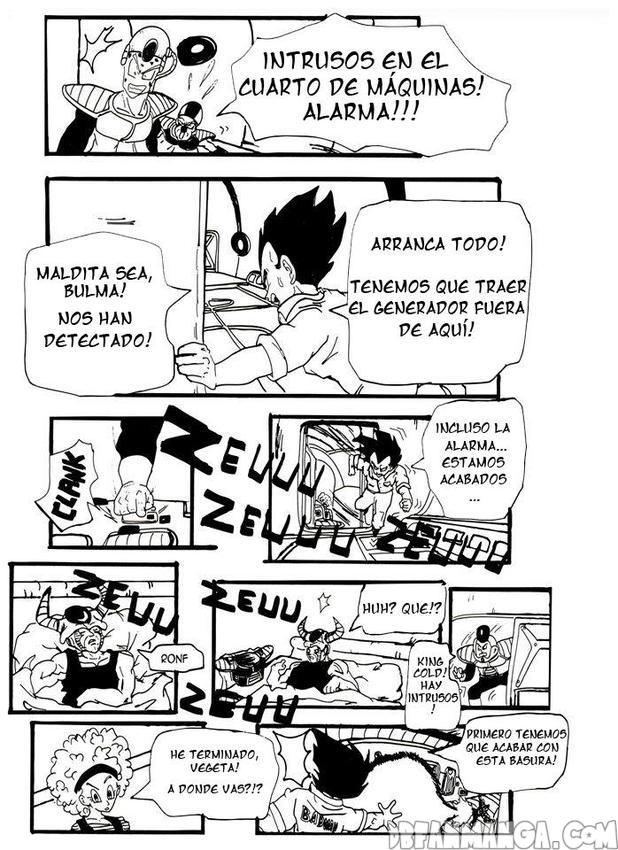 INTRUSOS EN EL
CUARTO DE MÁQUINAS!
ALARMA!!!
MALDITA SEA,
BULMA!
NOS HAN
DETECTADO!
ARRANCA TODO!
TENEMOS QUE TRAER
EL GENERADOR FUERA
DE AQUÍ!
CLANK
ZEUUU
ZEUUU
ZEUUU
INCLUSO LA
ALARMA...
ESTAMOS
ACABADOS
...
ZEUU
RONF
ZEUU
ZEUU
HUH? QUE!?
KING
COLD!
HAY
INTRUSOS
!
HE TERMINADO,
VEGETA!
A DONDE VAS?!?
PRIMERO TENEMOS
QUE ACABAR CON
ESTA BASURA!
DBFANMANGA.COM